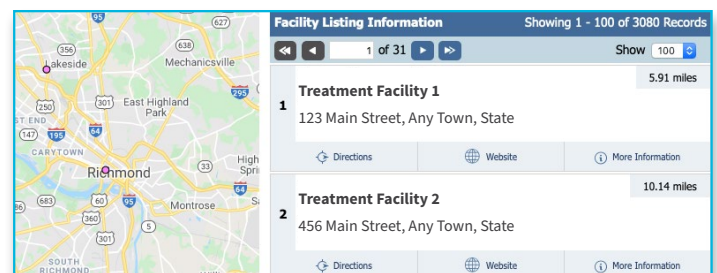 Facility Listing Information Showing 1 - 100 of 3080 Records
1 of 31 Show 100
5.91 miles
1
Treatment Facility 1
123 Main Street, Any Town, State
Directions Website More Information
10.14 miles
2
Treatment Facility 2
456 Main Street, Any Town, State
Directions Website More Information
95
627
356
638
Lakeside
Mechanicsville
295
250
301
East Highland
Park
ST END
147
195
64
CARYTOWN
Richmond
33
High
Spri
64
683
60
95
Montrose
360
5
301
SOUTH
RICHMOND